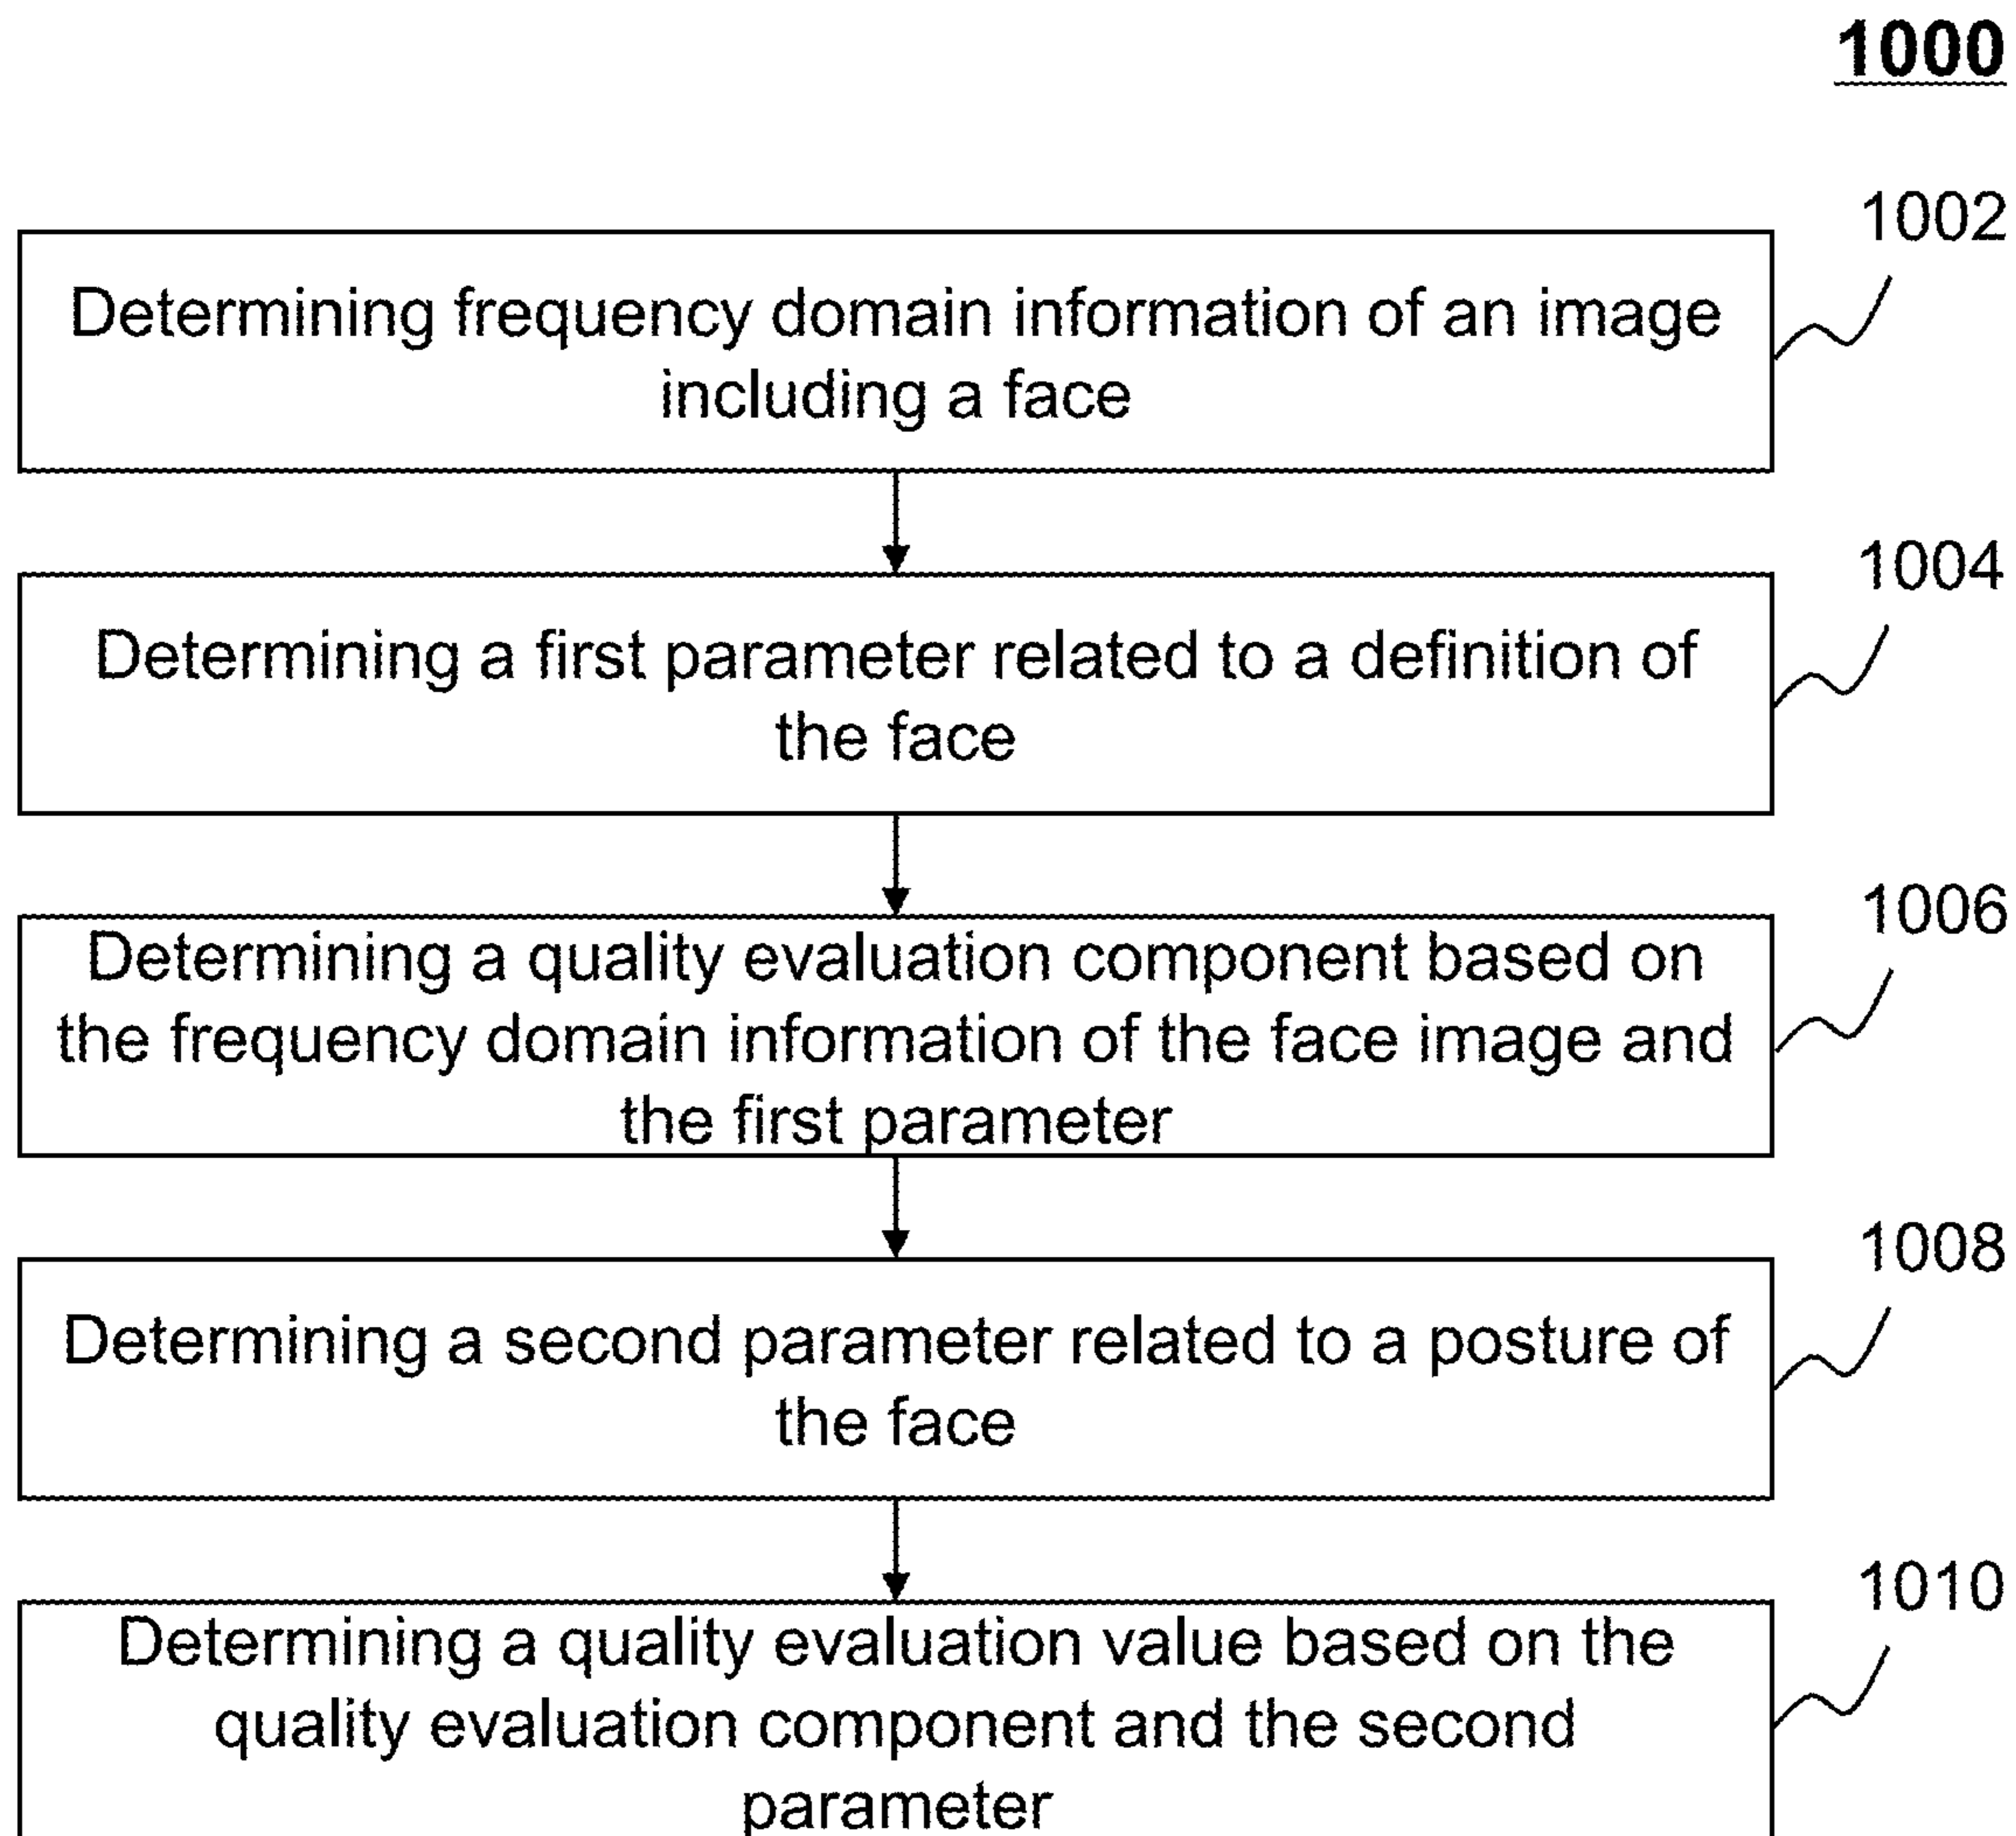 1000
1002
Determining frequency domain information of an image
including a face
1004
Determining a first parameter related to a definition of
the face
1006
Determining a quality evaluation component based on
the frequency domain information of the face image and
the first parameter
1008
Determining a second parameter related to a posture of
the face
1010
Determining a quality evaluation value based on the
quality evaluation component and the second
parameter